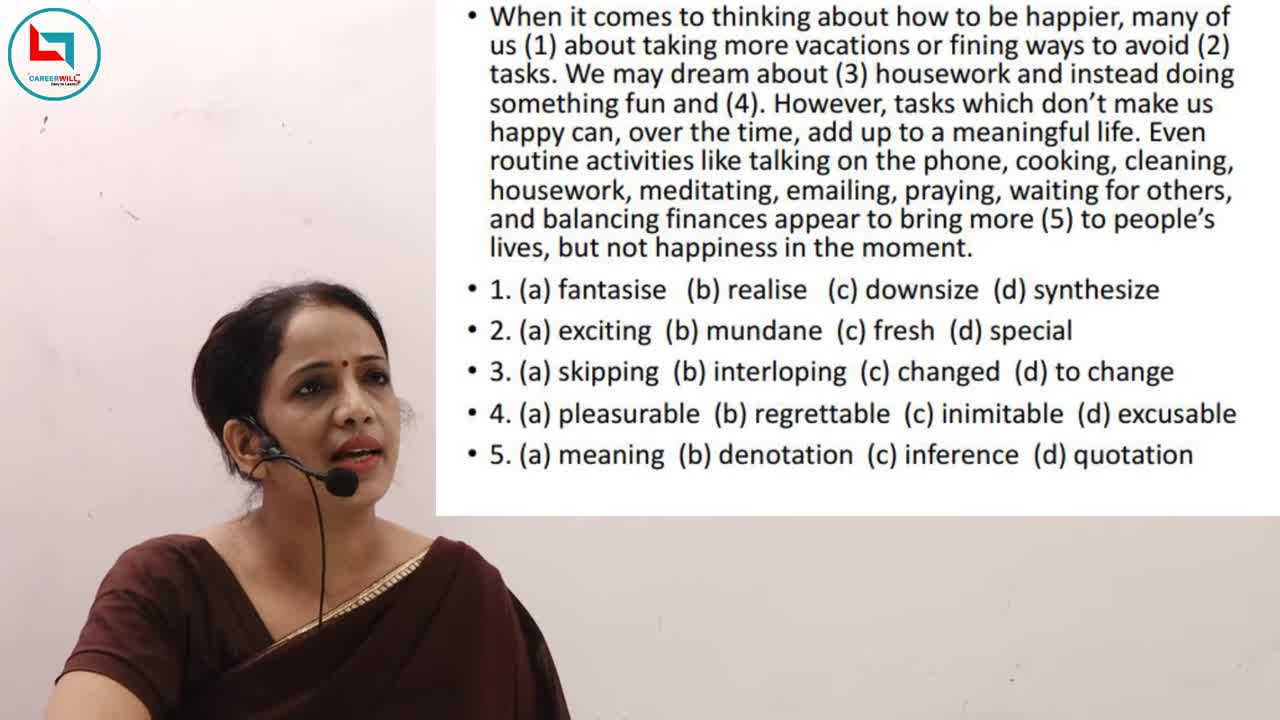 CAREERWILL
• When it comes to thinking about how to be happier, many of
us (1) about taking more vacations or fining ways to avoid (2)
tasks. We may dream about (3) housework and instead doing
something fun and (4). However, tasks which don’t make us
happy can, over the time, add up to a meaningful life. Even
routine activities like talking on the phone, cooking, cleaning,
housework, meditating, emailing, praying, waiting for others,
and balancing finances appear to bring more (5) to people’s
lives, but not happiness in the moment.
• 1. (a) fantasise (b) realise (c) downsize (d) synthesize
• 2. (a) exciting (b) mundane (c) fresh (d) special
• 3. (a) skipping (b) interloping (c) changed (d) to change
• 4. (a) pleasurable (b) regrettable (c) inimitable (d) excusable
• 5. (a) meaning (b) denotation (c) inference (d) quotation